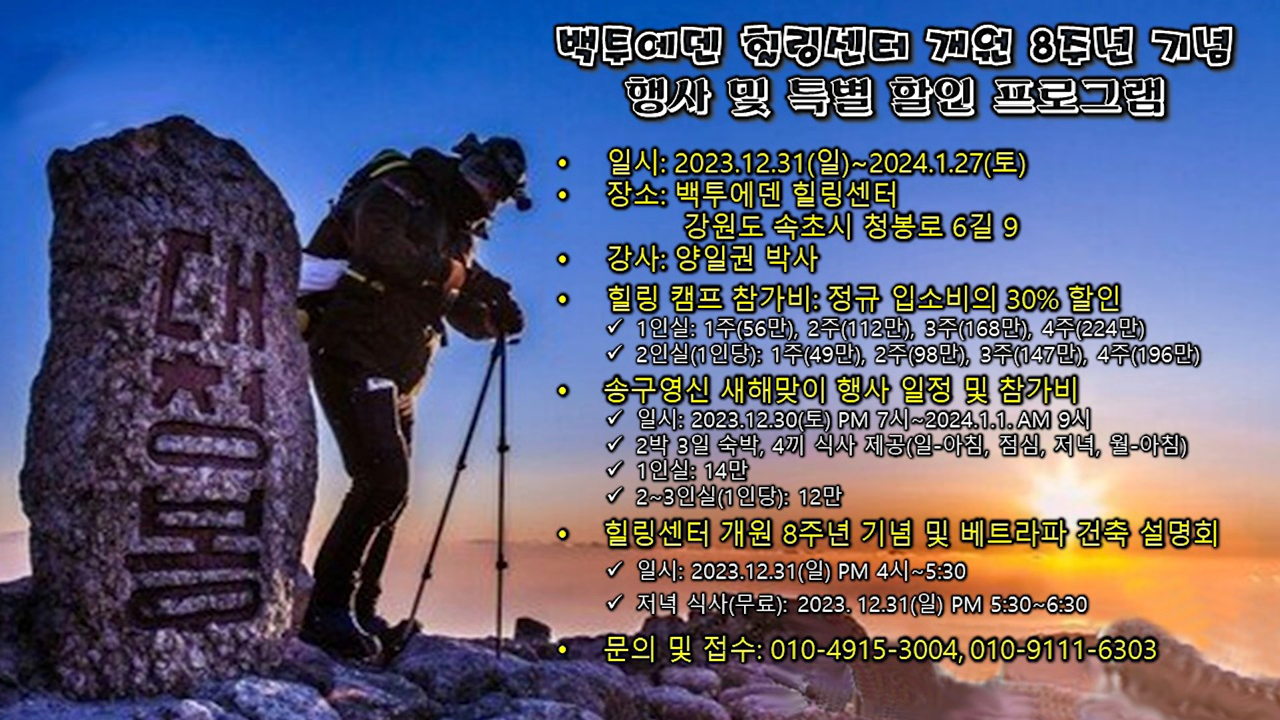 대청봉
백투에덴 힐링센터 개원 8주년 기념
행사 및 특별 할인 프로그램
• 일시: 2023.12.31(일)~2024.1.27(토)
• 장소: 백투에덴 힐링센터
강원도 속초시 청봉로 6길 9
• 강사: 양일권 박사
• 힐링 캠프 참가비: 정규 입소비의 30% 할인
✓ 1인실: 1주(56만), 2주(112만), 3주(168만), 4주(224만)
✓ 2인실(1인당): 1주(49만), 2주(98만), 3주(147만), 4주(196만)
• 송구영신 새해맞이 행사 일정 및 참가비
✓ 일시: 2023.12.30(토) PM 7시~2024.1.1. AM 9시
✓ 2박 3일 숙박, 4끼 식사 제공(일-아침, 점심, 저녁, 월-아침)
✓ 1인실: 14만
✓ 2~3인실(1인당): 12만
• 힐링센터 개원 8주년 기념 및 베트라파 건축 설명회
✓ 일시: 2023.12.31(일) PM 4시~5:30
✓ 저녁 식사(무료): 2023. 12.31(일) PM 5:30~6:30
• 문의 및 접수: 010-4915-3004, 010-9111-6303